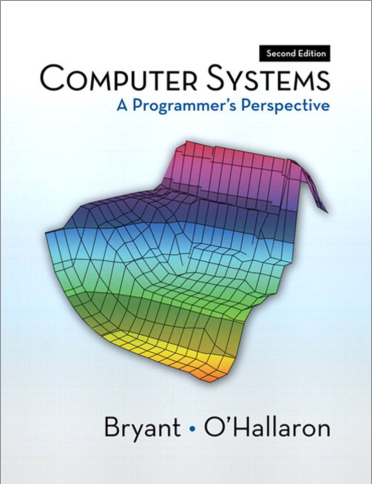 Second Edition
COMPUTER SYSTEMS
A PROGRAMMER'S PERSPECTIVE
Bryant • O'Hallaron